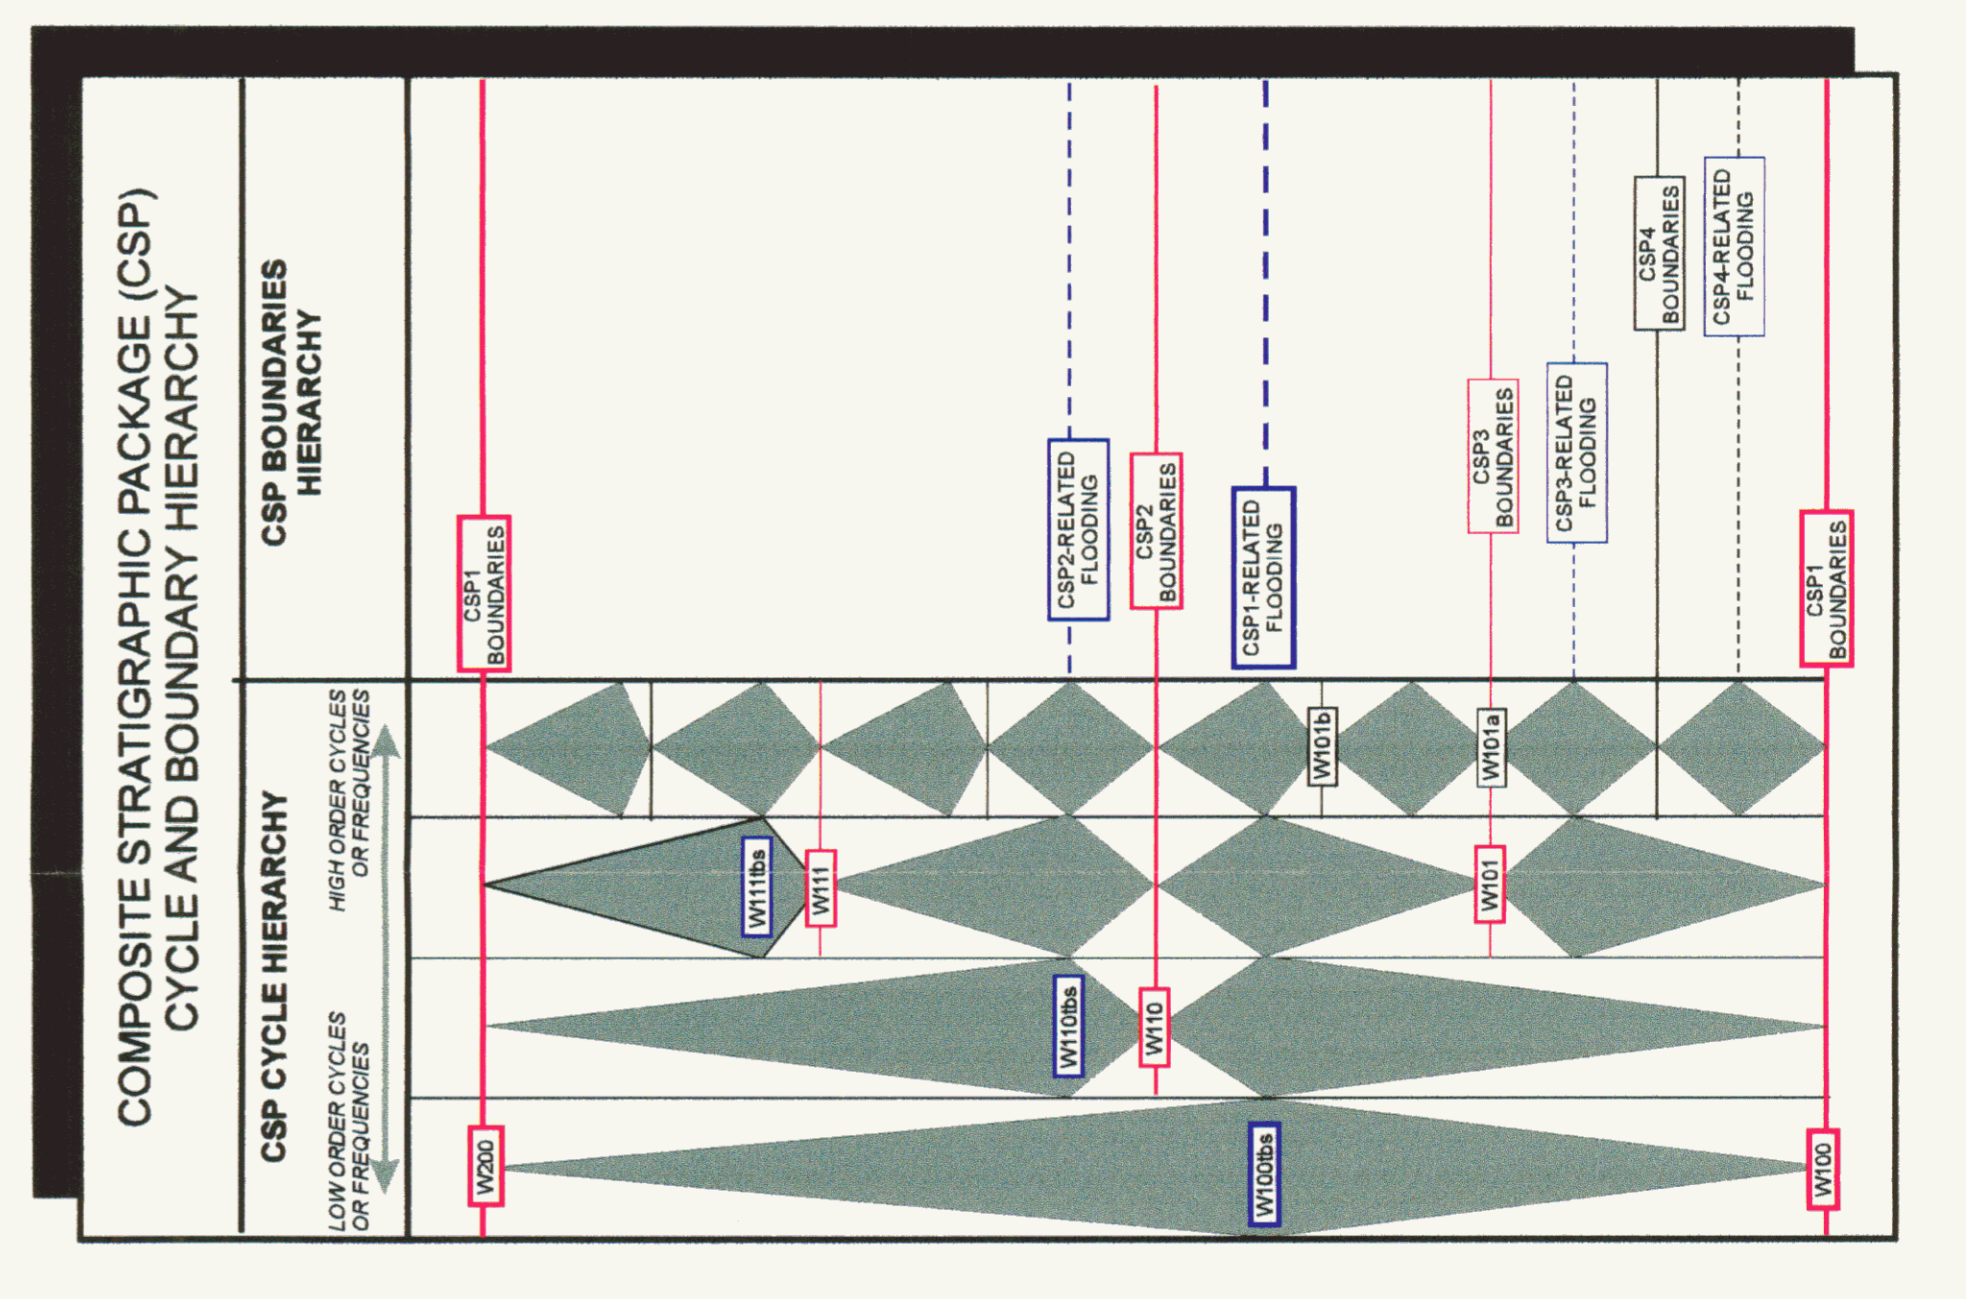 COMPOSITE STRATIGRAPHIC PACKAGE (CSP)
CYCLE AND BOUNDARY HIERARCHY
CSP CYCLE HIERARCHY
CSP BOUNDARIES
HIERARCHY
LOW ORDER CYCLES
OR FREQUENCIES
HIGH ORDER CYCLES
OR FREQUENCIES
W200
CSP1
BOUNDARIES
W111tbs
W111
W110tbs
CSP2-RELATED
FLOODING
W110
CSP2
BOUNDARIES
W100tbs
CSP1-RELATED
FLOODING
W101b
W101
W101a
CSP3
BOUNDARIES
CSP3-RELATED
FLOODING
CSP4
BOUNDARIES
CSP4-RELATED
FLOODING
W100
CSP1
BOUNDARIES